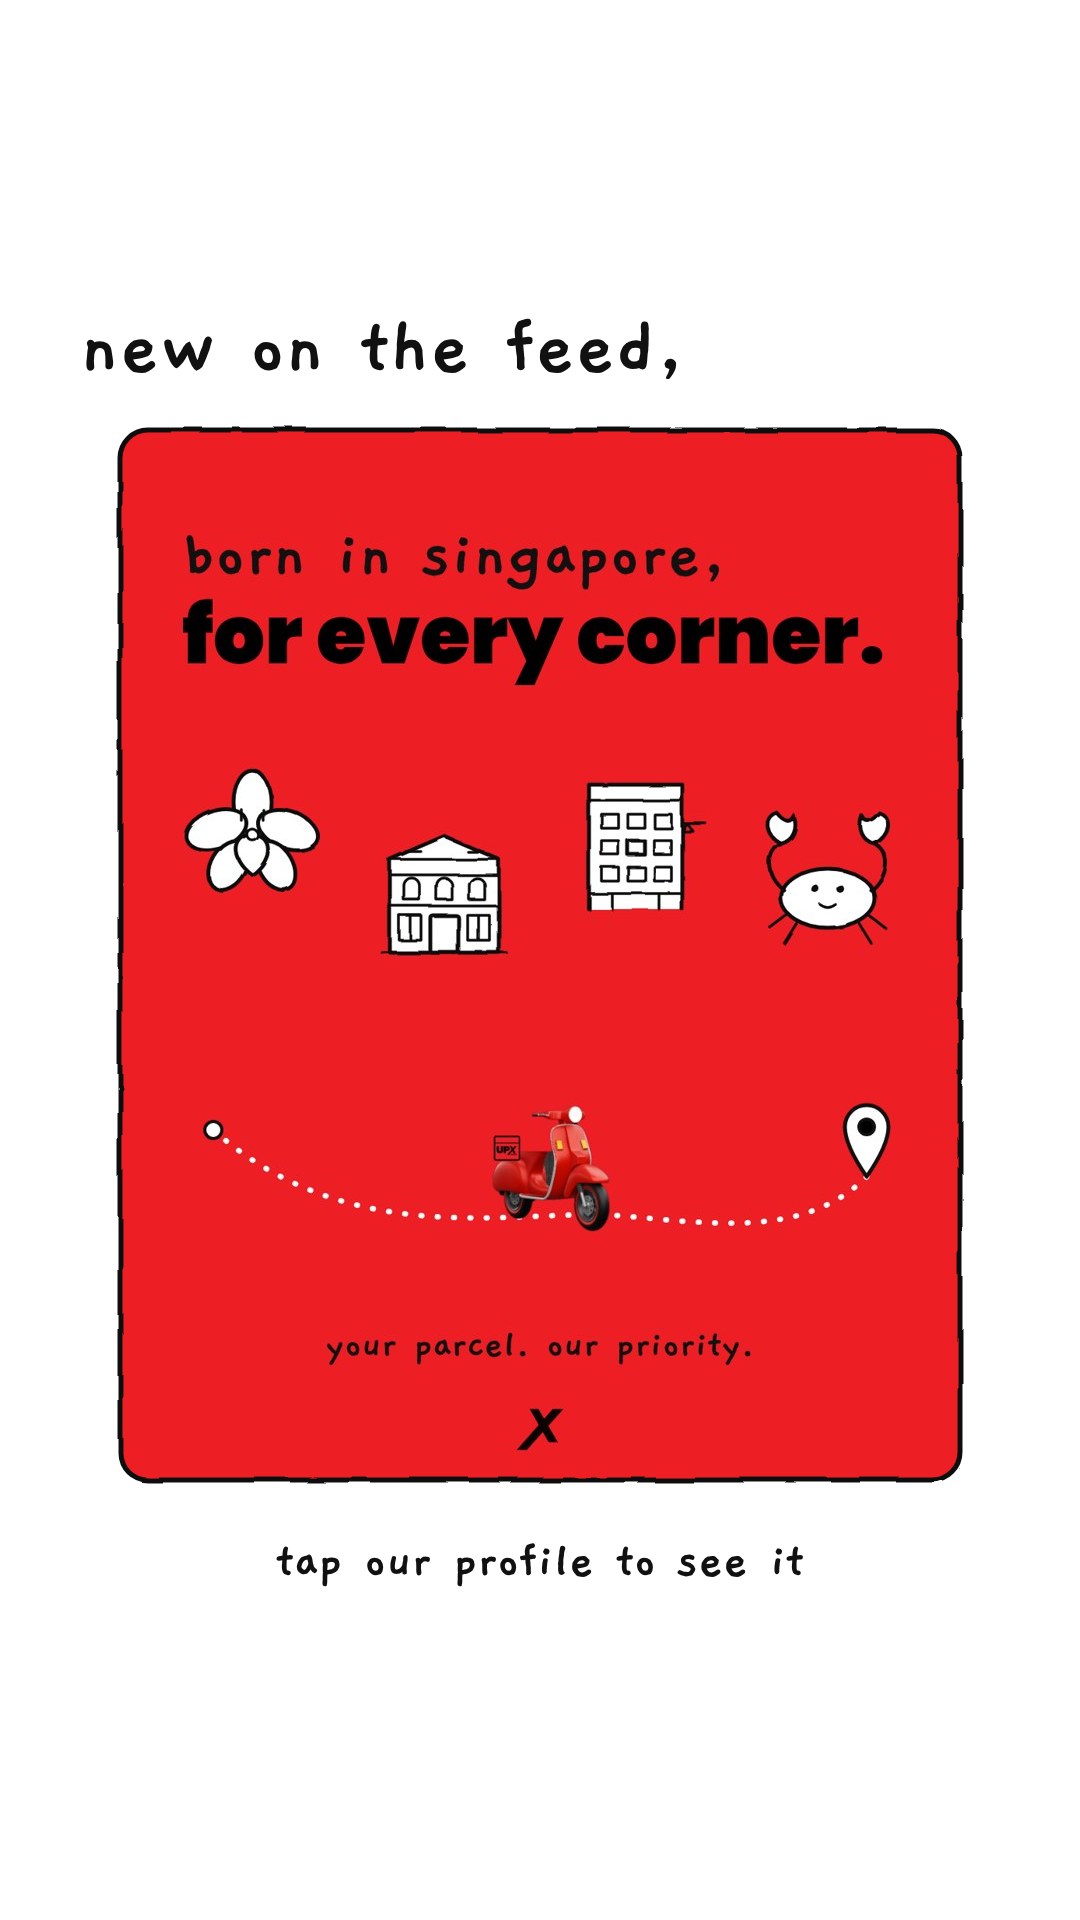 new on the feed,
born in singapore,
for every corner.
UPX
your parcel. our priority.
X
tap our profile to see it